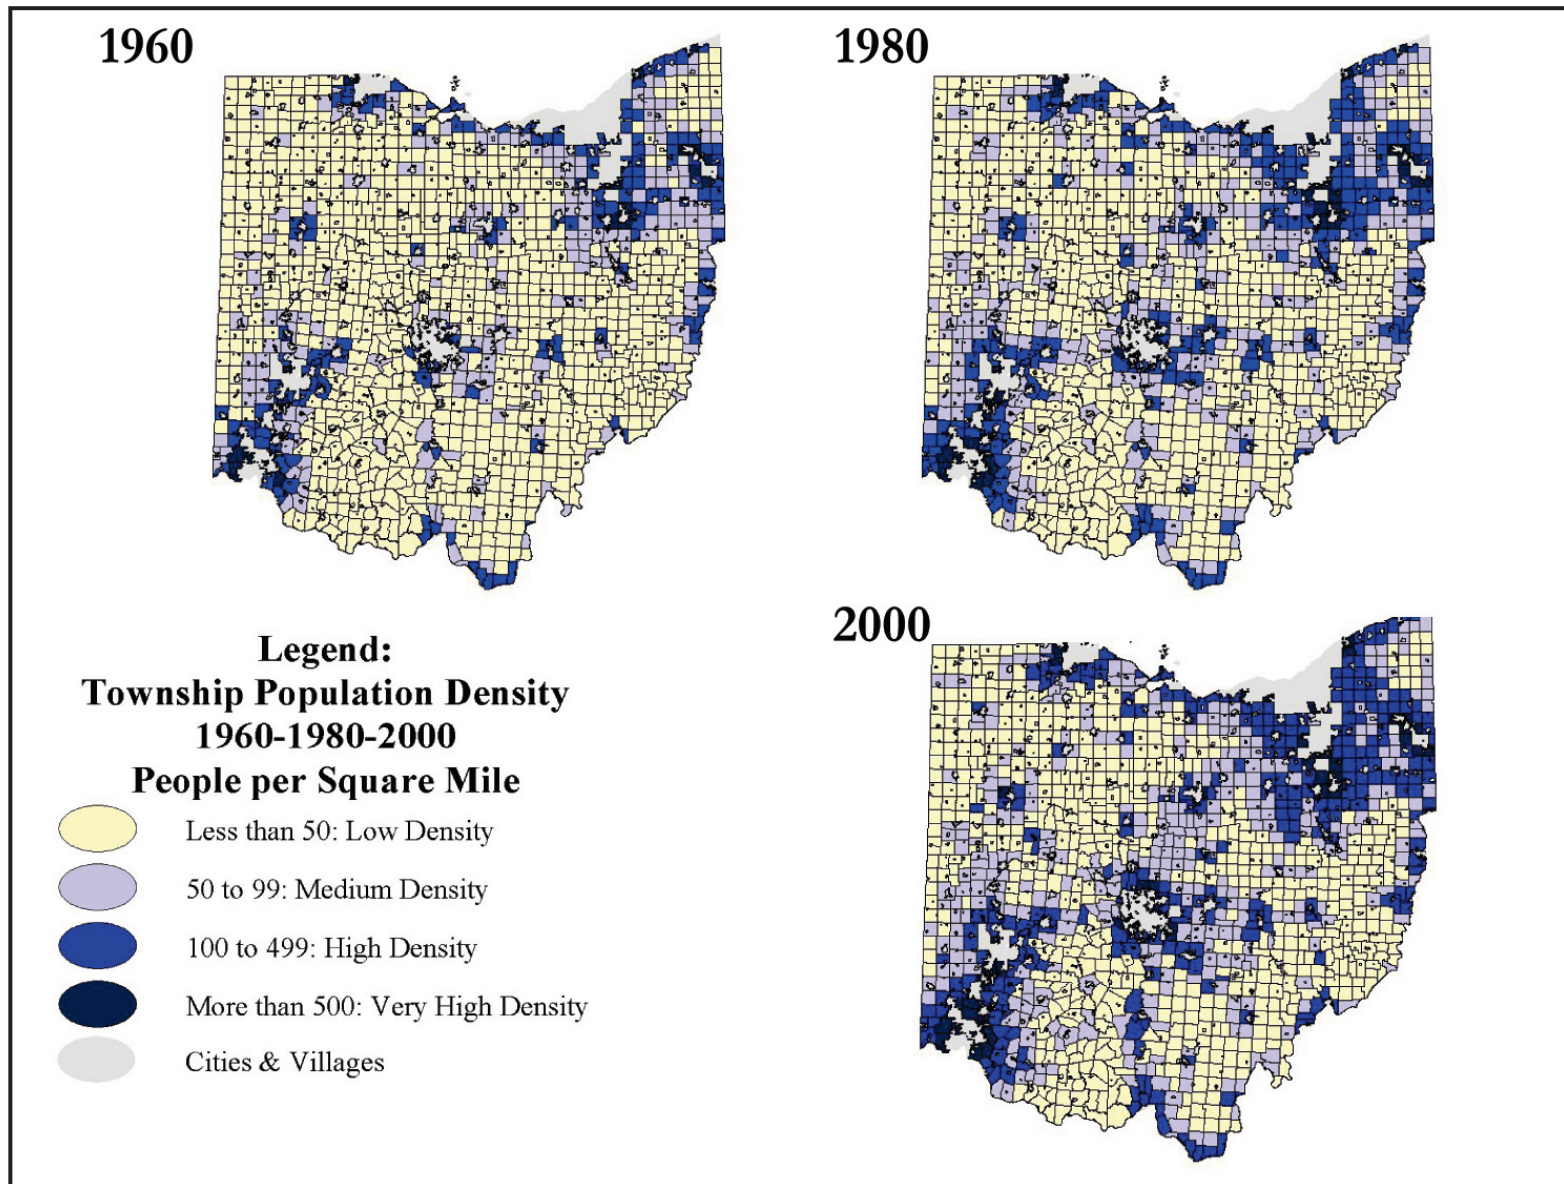 1960
1980
2000
Legend:
Township Population Density
1960-1980-2000
People per Square Mile
Less than 50: Low Density
50 to 99: Medium Density
100 to 499: High Density
More than 500: Very High Density
Cities & Villages